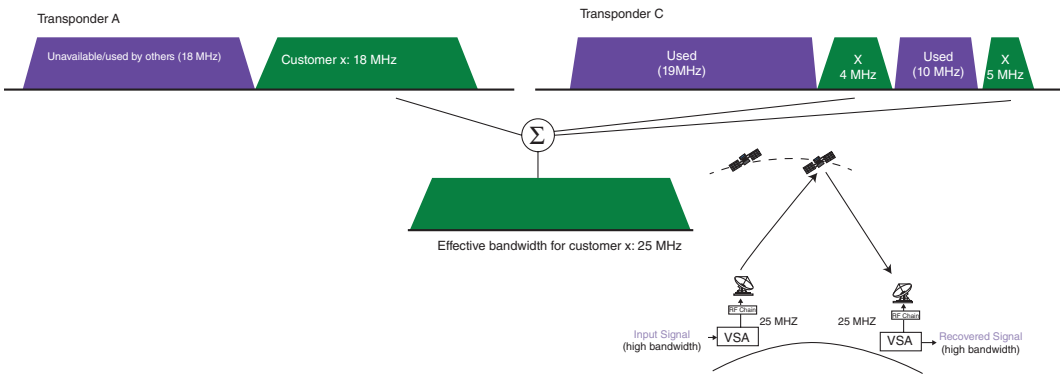 Transponder A
Transponder C
Unavailable/used by others (18 MHz)
Customer x: 18 MHz
Used
(19MHz)
X
4 MHz
Used
(10 MHz)
X
5 MHz
Σ
Effective bandwidth for customer x: 25 MHz
RF Chain
RF Chain
25 MHZ
25 MHZ
Input Signal
(high bandwidth)
VSA
VSA
Recovered Signal
(high bandwidth)